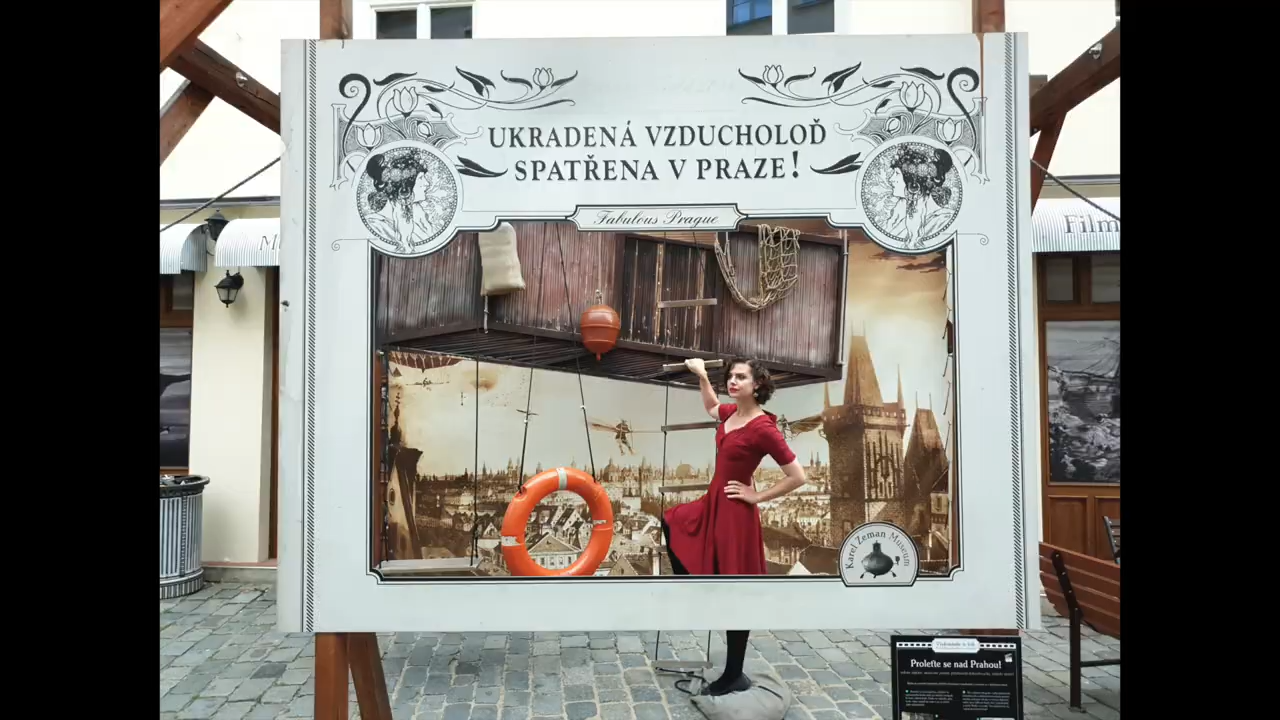 UKRADENÁ VZDUCHOLOĎ
SPATŘENA V PRAZE!
Fabulous Prague
M
Film
Karel Zeman Museum
Proleťte se nad Prahou!